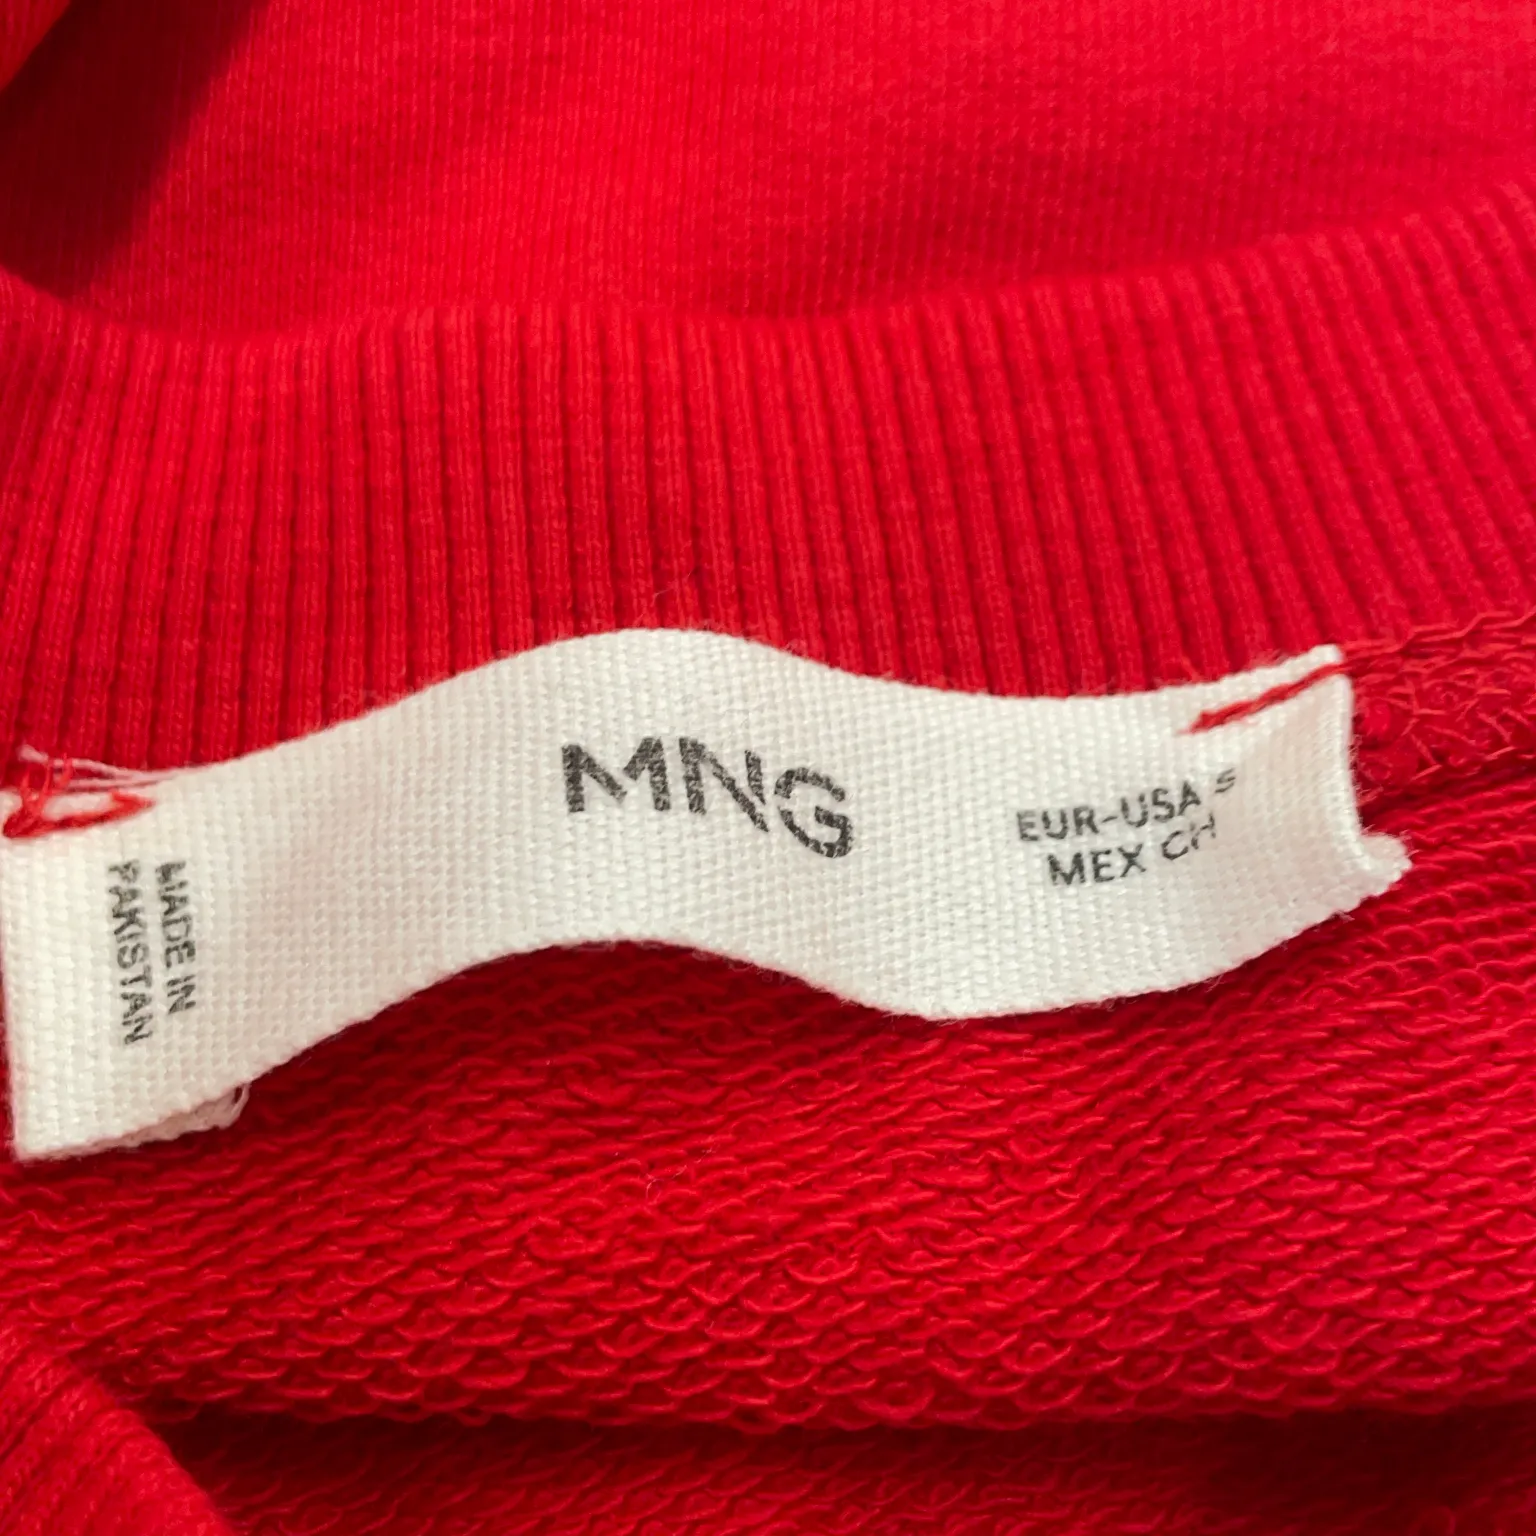 MNG
EUR-USA S
MEX CH
MADE IN
PAKISTAN